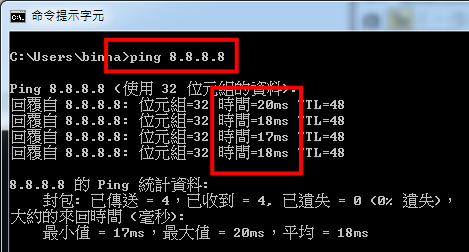 命令提示字元
C:\Users\binna>ping 8.8.8.8
Ping 8.8.8.8 (使用 32 位元組的資料):
回覆自 8.8.8.8: 位元組=32 時間=20ms TTL=48
回覆自 8.8.8.8: 位元組=32 時間=18ms TTL=48
回覆自 8.8.8.8: 位元組=32 時間=17ms TTL=48
回覆自 8.8.8.8: 位元組=32 時間=18ms TTL=48
8.8.8.8 的 Ping 統計資料:
封包: 已傳送 = 4，已收到 = 4, 已遺失 = 0 (0% 遺失)，
大約的來回時間 (毫秒):
最小值 = 17ms，最大值 = 20ms，平均 = 18ms